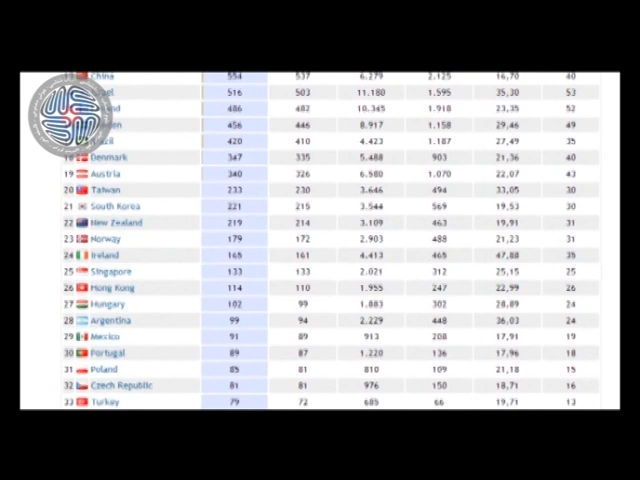 China 554 537 6.279 2.125 16,70 40
516 503 11.180 1.595 35,30 53
486 482 10.345 1.918 23,35 52
456 446 8.917 1.158 29,46 49
420 410 4.423 1.187 27,49 35
18 Denmark 347 335 5.488 903 21,36 40
19 Austria 340 326 6.580 1.070 22,07 43
20 Taiwan 233 230 3.646 494 33,05 30
21 South Korea 221 215 3.544 569 19,53 30
22 New Zealand 219 214 3.109 463 19,91 31
23 Norway 179 172 2.903 488 21,23 31
24 Ireland 165 161 4.413 465 47,88 35
25 Singapore 133 133 2.021 312 25,15 25
26 Hong Kong 114 110 1.955 247 22,99 26
27 Hungary 102 99 1.883 302 28,89 24
28 Argentina 99 94 2.229 448 36,03 24
29 Mexico 91 89 913 208 17,91 19
30 Portugal 89 87 1.220 136 17,96 18
31 Poland 85 81 810 109 21,18 15
32 Czech Republic 81 81 976 150 18,71 16
33 Turkey 79 72 685 66 19,71 13